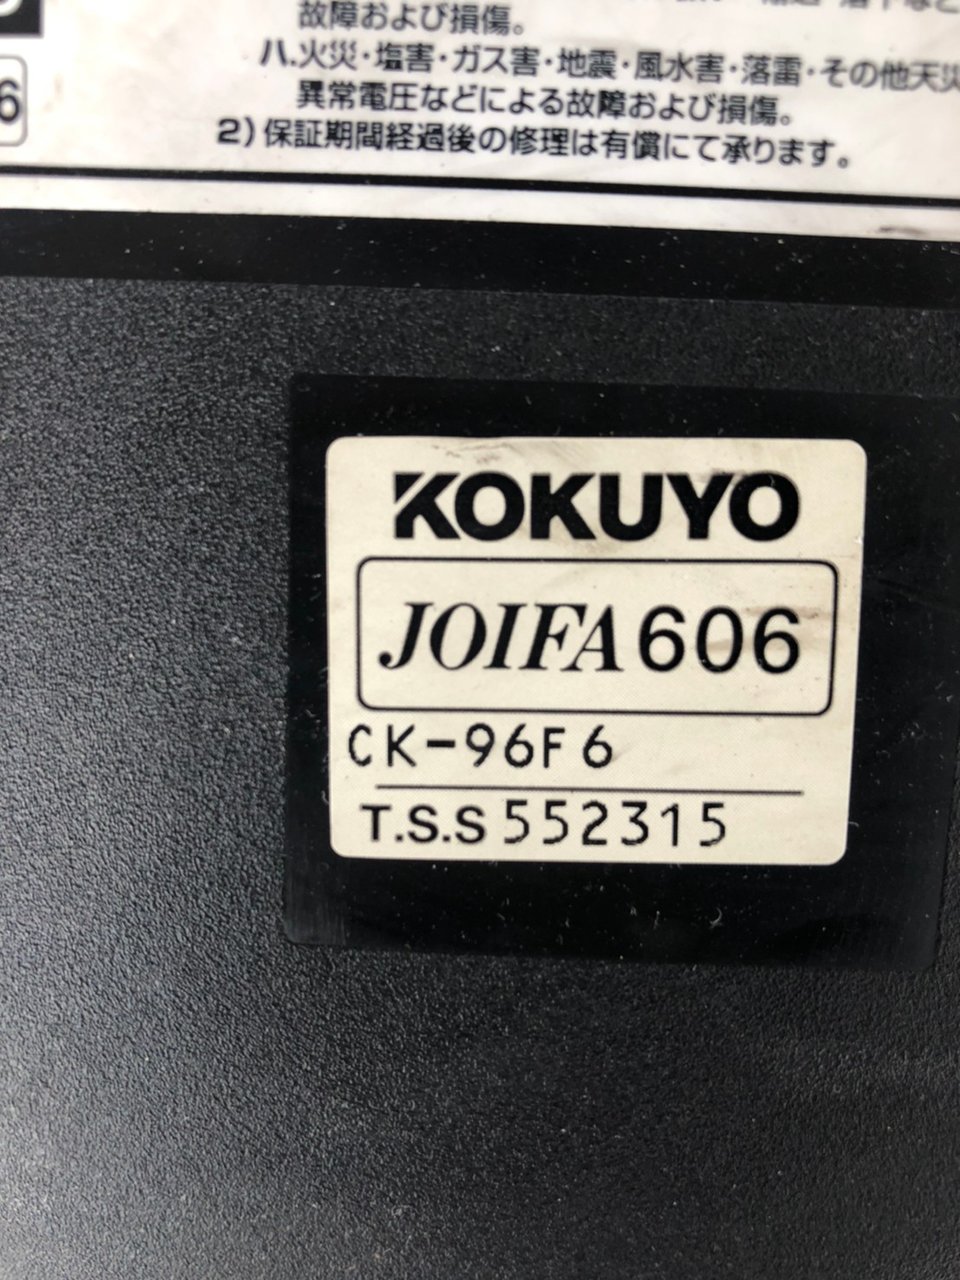 故障および損傷。
ハ.火災・塩害・ガス害・地震・風水害・落雷・その他天災
異常電圧などによる故障および損傷。
2) 保証期間経過後の修理は有償にて承ります。
6
KOKUYO
JOIFA 606
CK-96F6
T.S.S 552315